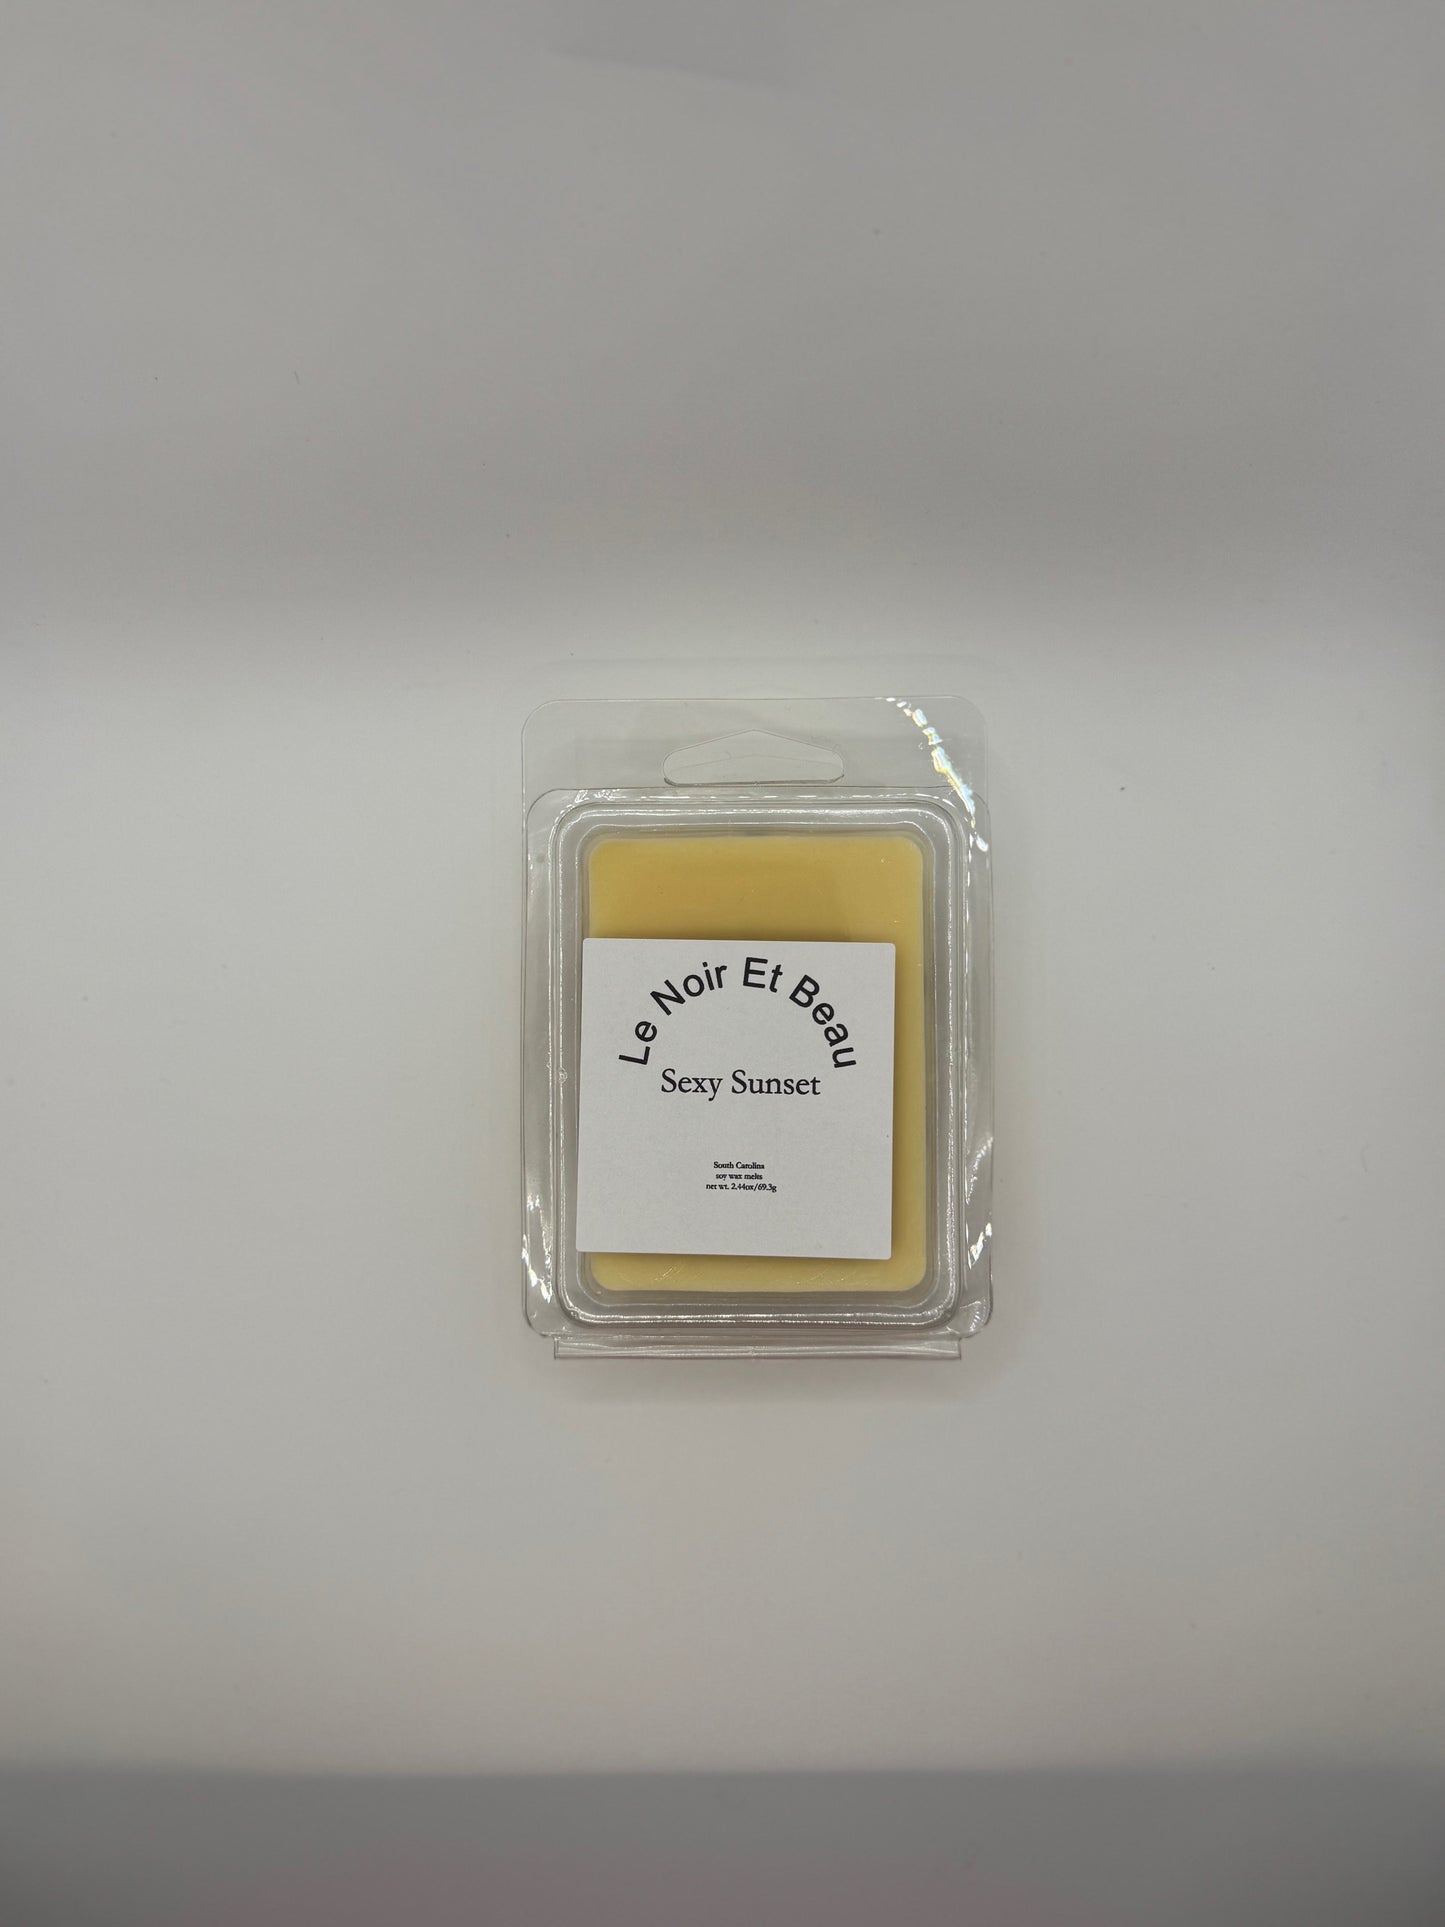 Le Noir Et Beau
Sexy Sunset
South Carolina
soy wax melts
net wt. 2.44oz/69.3g